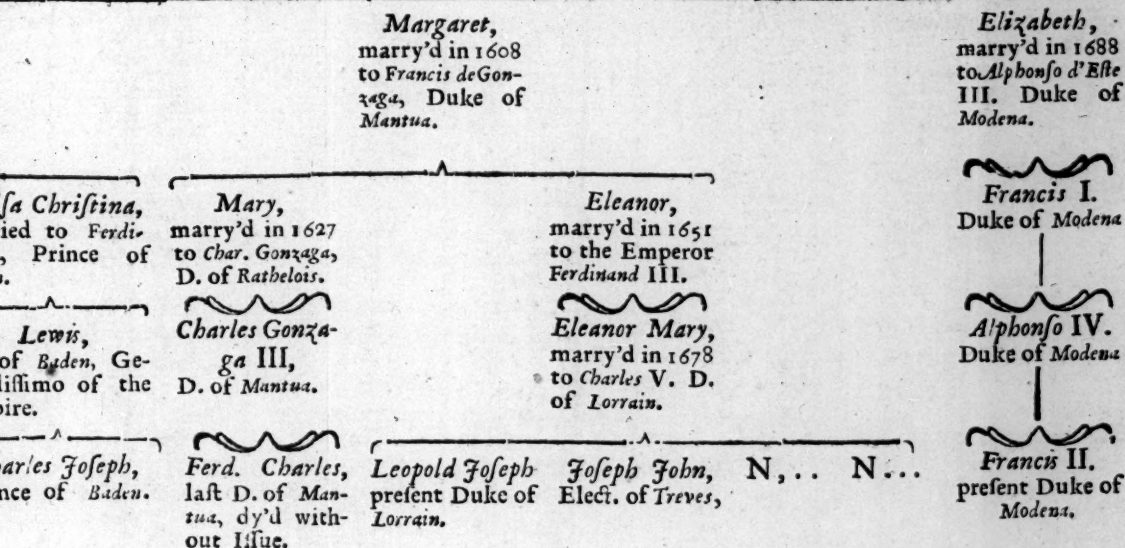 Margaret,
marry'd in 1608
to Francis deGon-
zaga, Duke of
Mantua.
Elizabeth,
marry'd in 1688
to Alphonſo d'Eſte
III. Duke of
Modena.
ſa Chriſtina,
ied to Ferdi-
, Prince of
Mary,
marry'd in 1627
to Char. Gonzaga,
D. of Rathelois.
Eleanor,
marry'd in 1651
to the Emperor
Ferdinand III.
Francis I.
Duke of Modena
Lewis,
of Baden, Ge-
liſſimo of the
ire.
Charles Gonza-
ga III,
D. of Mantua.
Eleanor Mary,
marry'd in 1678
to Charles V. D.
of Lorrain.
Alphonſo IV.
Duke of Modena
arles Joſeph,
nce of Baden.
Ferd. Charles,
laſt D. of Man-
tua, dy'd with-
out Iſſue.
Leopold Joſeph
preſent Duke of
Lorrain.
Joſeph John,
Elect. of Treves,
N,.. N...
Francis II.
preſent Duke of
Modena.